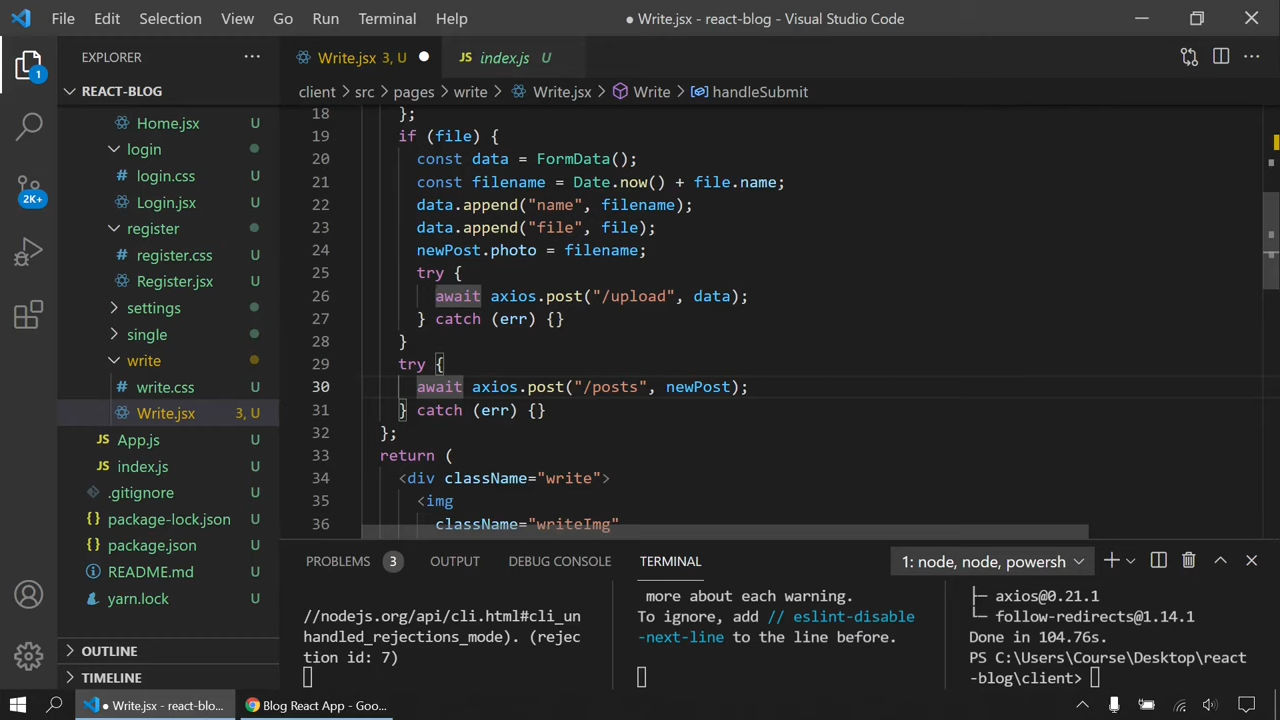 File Edit Selection View Go Run Terminal Help ● Write.jsx - react-blog - Visual Studio Code
EXPLORER ···
Write.jsx 3, U ●
JS index.js U
1
client > src > pages > write > Write.jsx > Write > handleSubmit
REACT-BLOG
Home.jsx U
login
# login.css U
Login.jsx U
register
# register.css U
Register.jsx U
settings
single
write
# write.css U
Write.jsx 3, U
JS App.js U
JS index.js U
.gitignore U
{} package-lock.json U
{} package.json U
README.md U
yarn.lock U
OUTLINE
TIMELINE
2K+
18 };
19 if (file) {
20 const data = FormData();
21 const filename = Date.now() + file.name;
22 data.append("name", filename);
23 data.append("file", file);
24 newPost.photo = filename;
25 try {
26 await axios.post("/upload", data);
27 } catch (err) {}
28 }
29 try {
30 await axios.post("/posts", newPost);
31 } catch (err) {}
32 };
33 return (
34 <div className="write">
35 <img
36 className="writeImg"
PROBLEMS 3 OUTPUT DEBUG CONSOLE TERMINAL 1: node, node, powersh
//nodejs.org/api/cli.html#cli_un
handled_rejections_mode). (rejec
tion id: 7)
more about each warning.
To ignore, add // eslint-disable
-next-line to the line before.
├─ axios@0.21.1
└─ follow-redirects@1.14.1
Done in 104.76s.
PS C:\Users\Course\Desktop\react
-blog\client>
● Write.jsx - react-blo...
Blog React App - Goo...